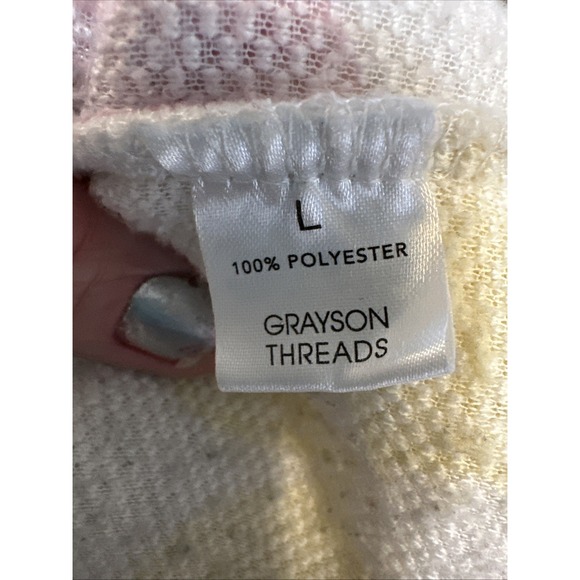 L
100% POLYESTER
GRAYSON
THREADS